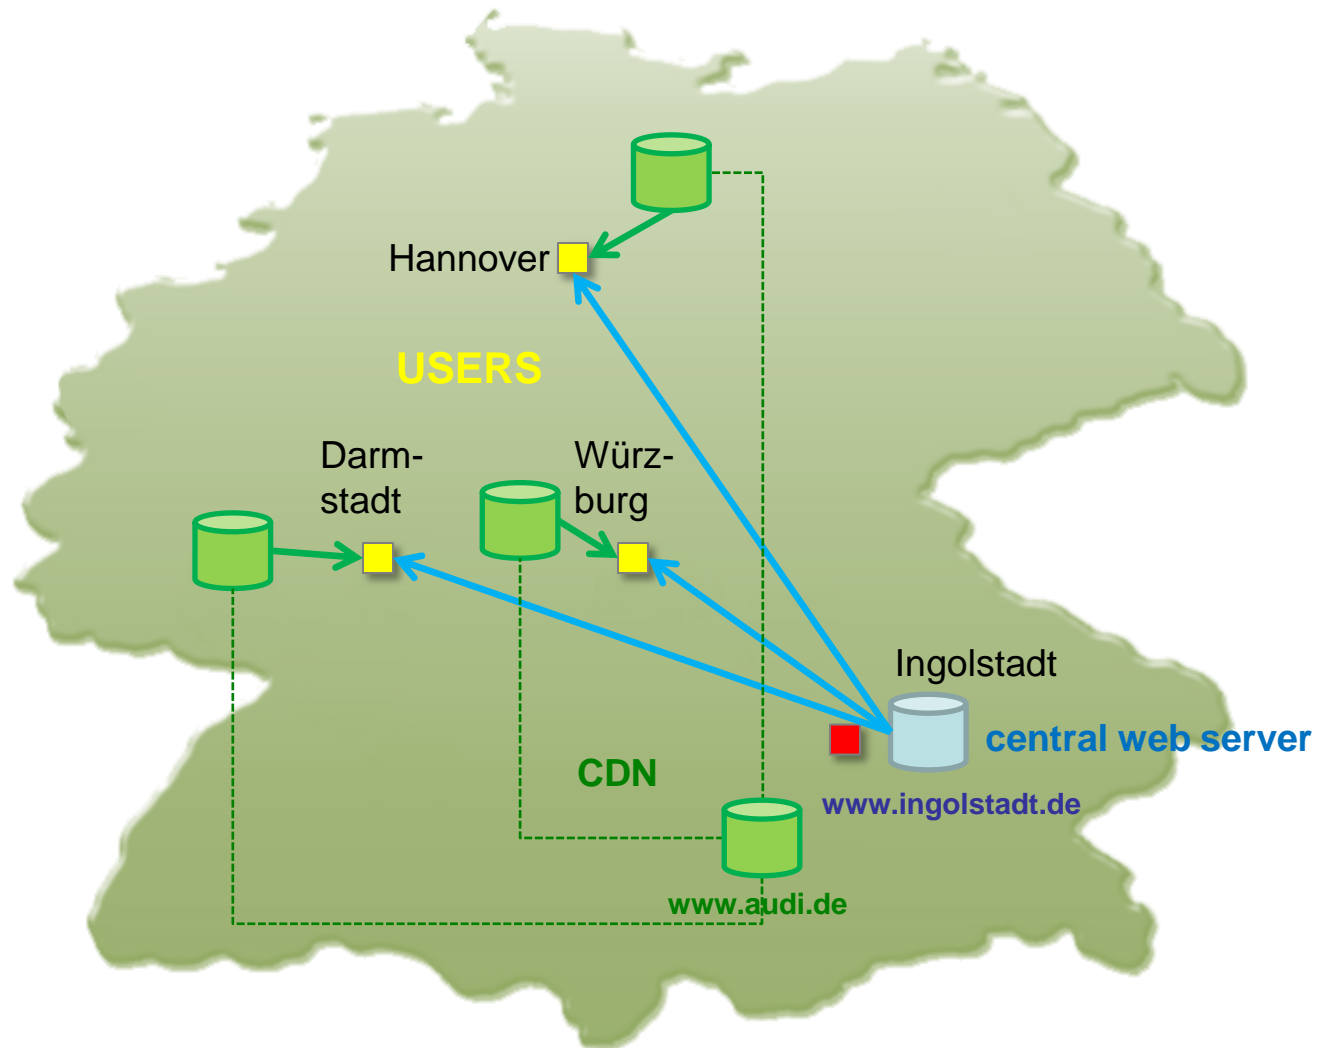 Hannover
USERS
Darm-
stadt
Würz-
burg
Ingolstadt
central web server
CDN
www.ingolstadt.de
www.audi.de